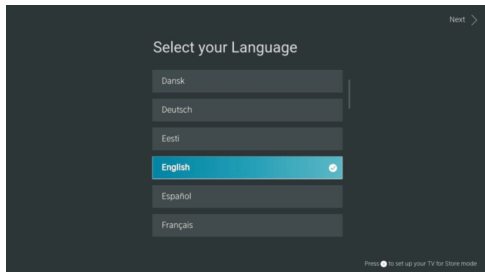 Next
Select your Language
Dansk
Deutsch
Eesti
English
Español
Français
Press to set up your TV for Store mode